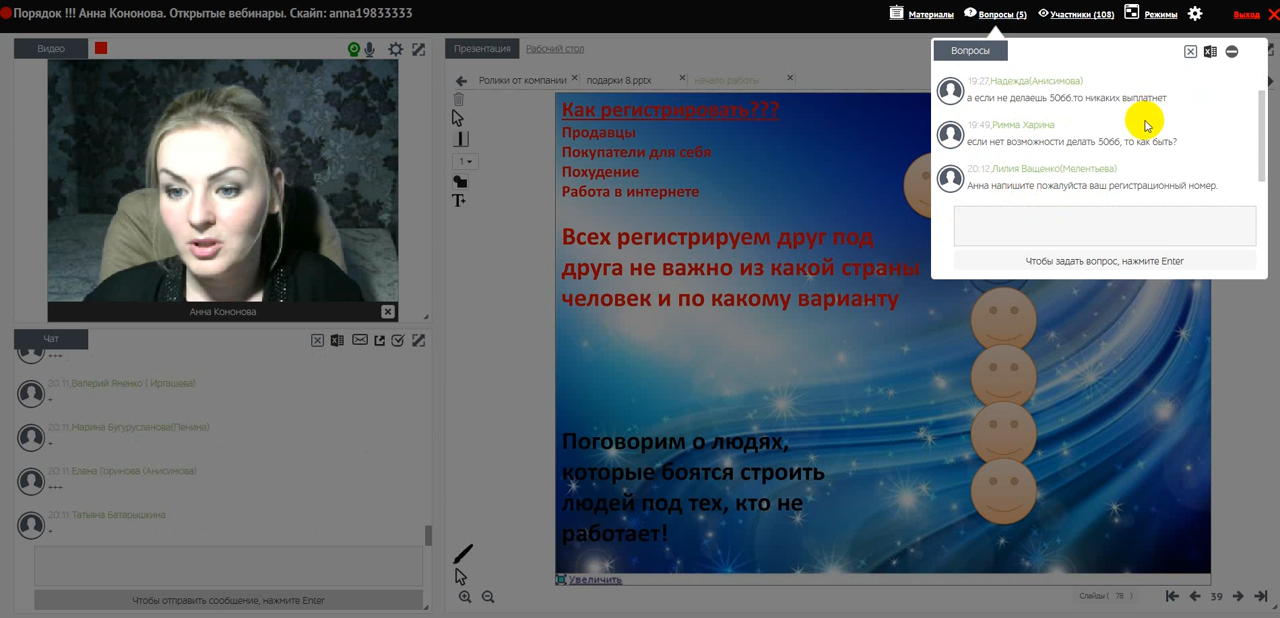 Порядок !!! Анна Кононова. Открытые вебинары. Скайп: anna19833333
Материалы
Вопросы (5)
Участники (108)
Режимы
Выход
Видео
Анна Кононова
Чат
+++
20:11,Валерий Яненко ( Иргашева)
+
20:11,Марина Бугурусланова(Печина)
+
20:11,Елена Горинова (Анисимова)
+++
20:11,Татьяна Батарышкина
+
Чтобы отправить сообщение, нажмите Enter
Презентация
Рабочий стол
Ролики от компании
подарки 8.pptx
начало работы
1
T+
Как регистрировать???
Продавцы
Покупатели для себя
Похудение
Работа в интернете
Всех регистрируем друг под
друга не важно из какой страны
человек и по какому варианту
Поговорим о людях,
которые боятся строить
людей под тех, кто не
работает!
Увеличить
Слайды ( 78 )
39
Вопросы
19:27,Надежда(Анисимова)
а если не делаешь 50бб.то никаких выплатнет
19:49,Римма Харина
если нет возможности делать 50бб, то как быть?
20:12,Лилия Ващенко(Мелентьева)
Анна напишите пожалуйста ваш регистрационный номер.
Чтобы задать вопрос, нажмите Enter